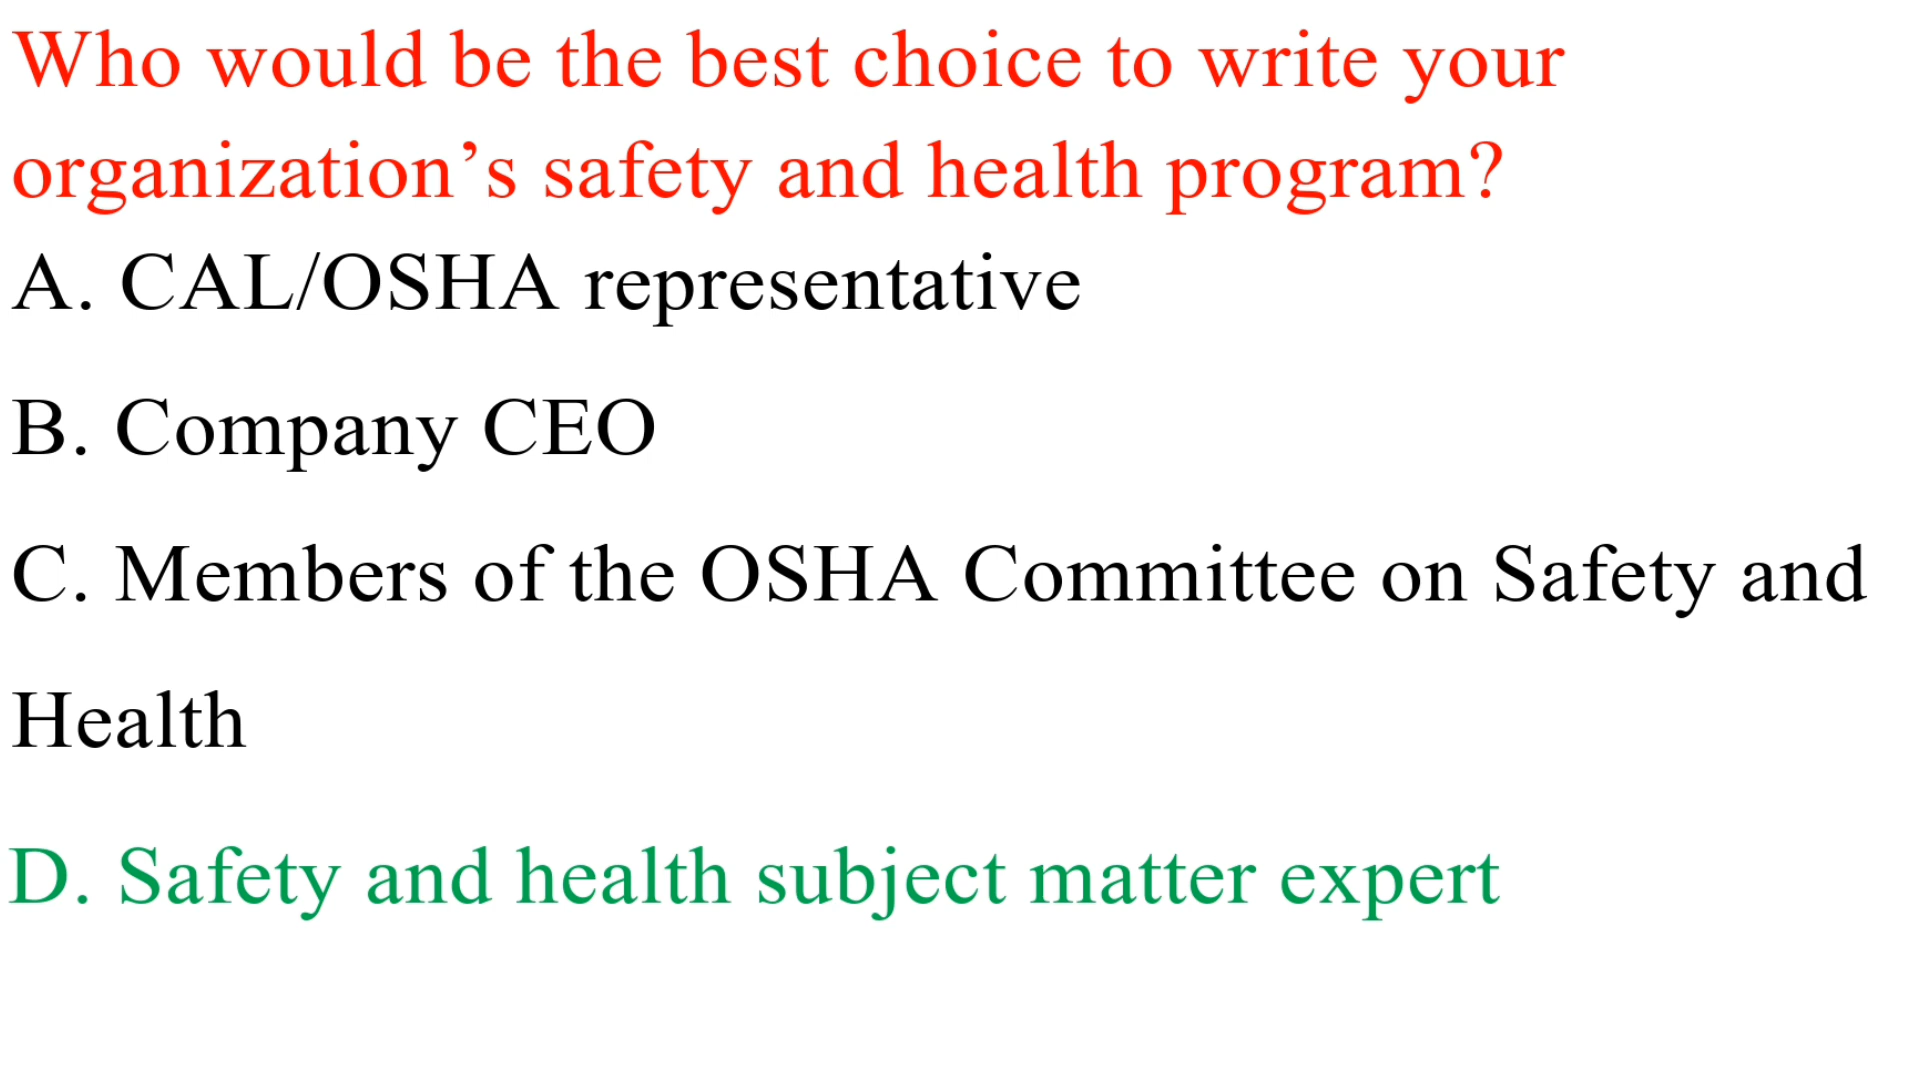 Who would be the best choice to write your
organization’s safety and health program?
A. CAL/OSHA representative
B. Company CEO
C. Members of the OSHA Committee on Safety and
Health
D. Safety and health subject matter expert